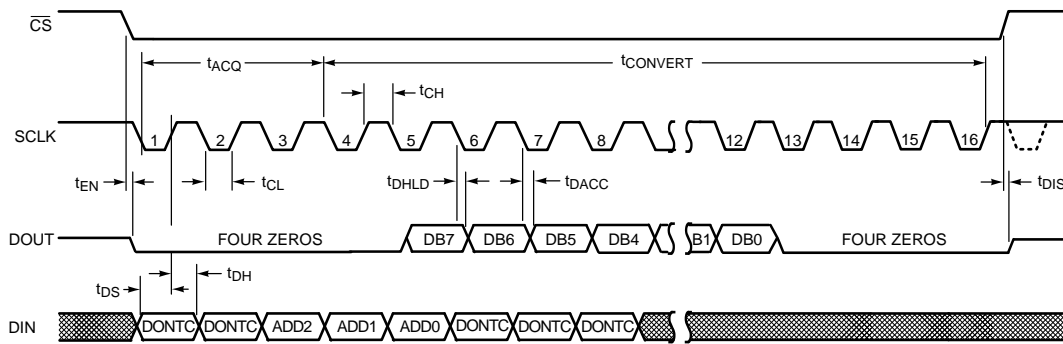 CS
tACQ
tCONVERT
tCH
SCLK
1 2 3 4 5 6 7 8 12 13 14 15 16
tEN
tCL
tDHLD
tDACC
tDIS
DOUT
FOUR ZEROS DB7 DB6 DB5 DB4 B1 DB0 FOUR ZEROS
tDS
tDH
DIN
DONTC DONTC ADD2 ADD1 ADD0 DONTC DONTC DONTC